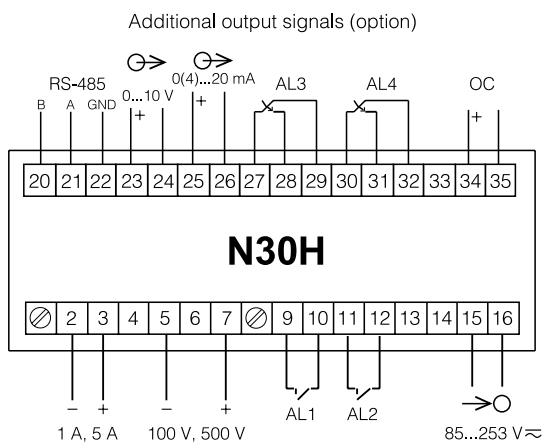 Additional output signals (option)
RS-485 0...10 V 0(4)...20 mA AL3 AL4 OC
B A GND + + +
20 21 22 23 24 25 26 27 28 29 30 31 32 33 34 35
N30H
2 3 4 5 6 7 9 10 11 12 13 14 15 16
− + − + AL1 AL2
1 A, 5 A 100 V, 500 V 85...253 V